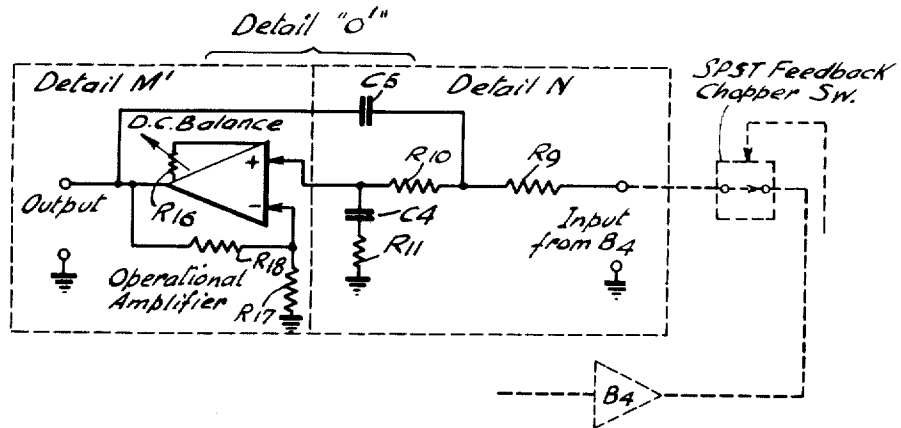 Detail "O'"
Detail M'
Detail N
SPST Feedback
Chopper Sw.
C5
D.C. Balance
+
R10
R9
Output
R16
−
C4
Input
from B4
R18
R11
Operational
Amplifier
R17
B4